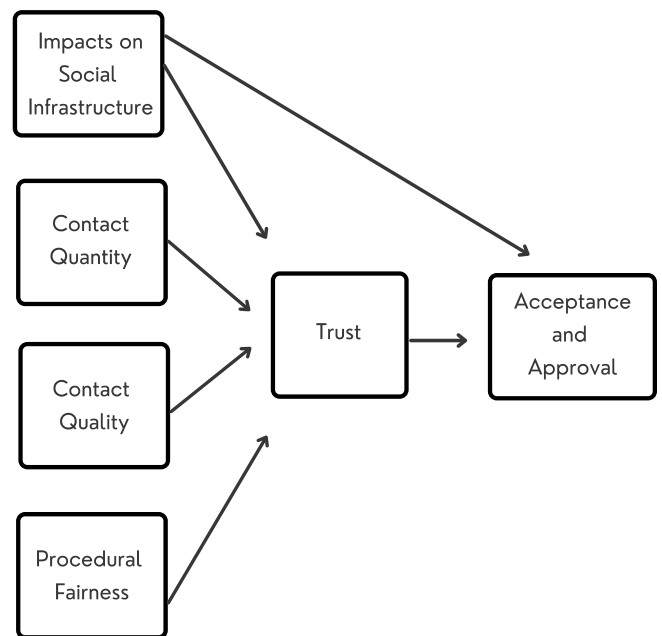 Impacts on
Social
Infrastructure
Contact
Quantity
Contact
Quality
Procedural
Fairness
Trust
Acceptance
and
Approval